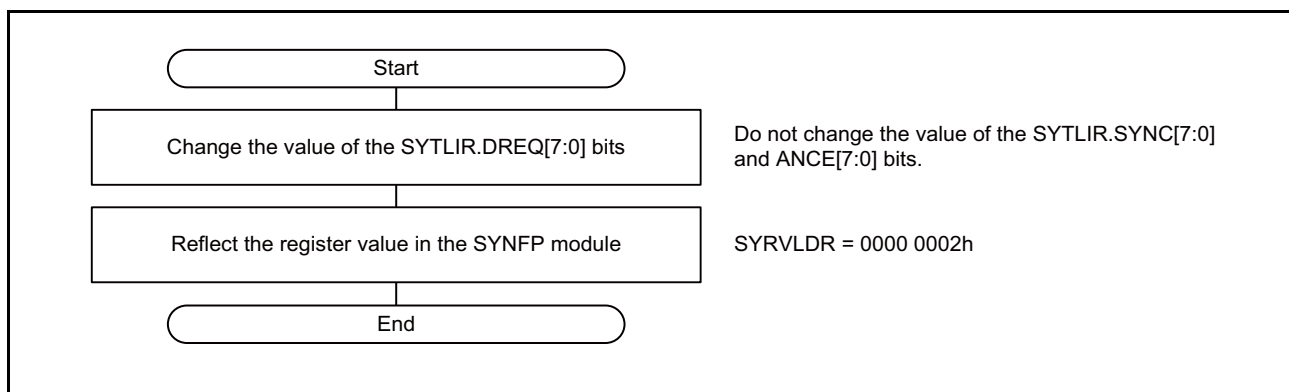 Start
Change the value of the SYTLIR.DREQ[7:0] bits
Do not change the value of the SYTLIR.SYNC[7:0]
and ANCE[7:0] bits.
Reflect the register value in the SYNFP module
SYRVLDR = 0000 0002h
End